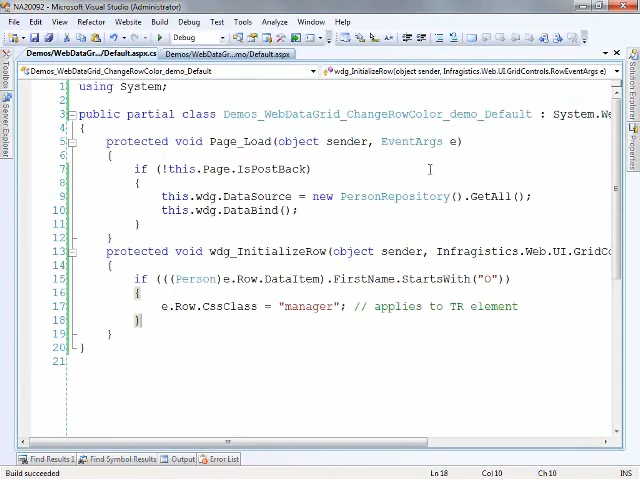 NA20092 - Microsoft Visual Studio (Administrator)
File Edit View Refactor Website Build Debug Test Tools Analyze Window Help
Debug
Demos/WebDataGr.../Default.aspx.cs Demos/WebDataGr...mo/Default.aspx
Demos_WebDataGrid_ChangeRowColor_demo_Default wdg_InitializeRow(object sender, Infragistics.Web.UI.GridControls.RowEventArgs e)
Toolbox
Server Explorer
Solution Explorer
Properties
1 using System;
2
3 public partial class Demos_WebDataGrid_ChangeRowColor_demo_Default : System.We
4 {
5 protected void Page_Load(object sender, EventArgs e)
6 {
7 if (!this.Page.IsPostBack)
8 {
9 this.wdg.DataSource = new PersonRepository().GetAll();
10 this.wdg.DataBind();
11 }
12 }
13 protected void wdg_InitializeRow(object sender, Infragistics.Web.UI.GridCo
14 {
15 if (((Person)e.Row.DataItem).FirstName.StartsWith("O"))
16 {
17 e.Row.CssClass = "manager"; // applies to TR element
18 }
19 }
20 }
21
Find Results 1 Find Symbol Results Output Error List
Build succeeded Ln 18 Col 10 Ch 10 INS